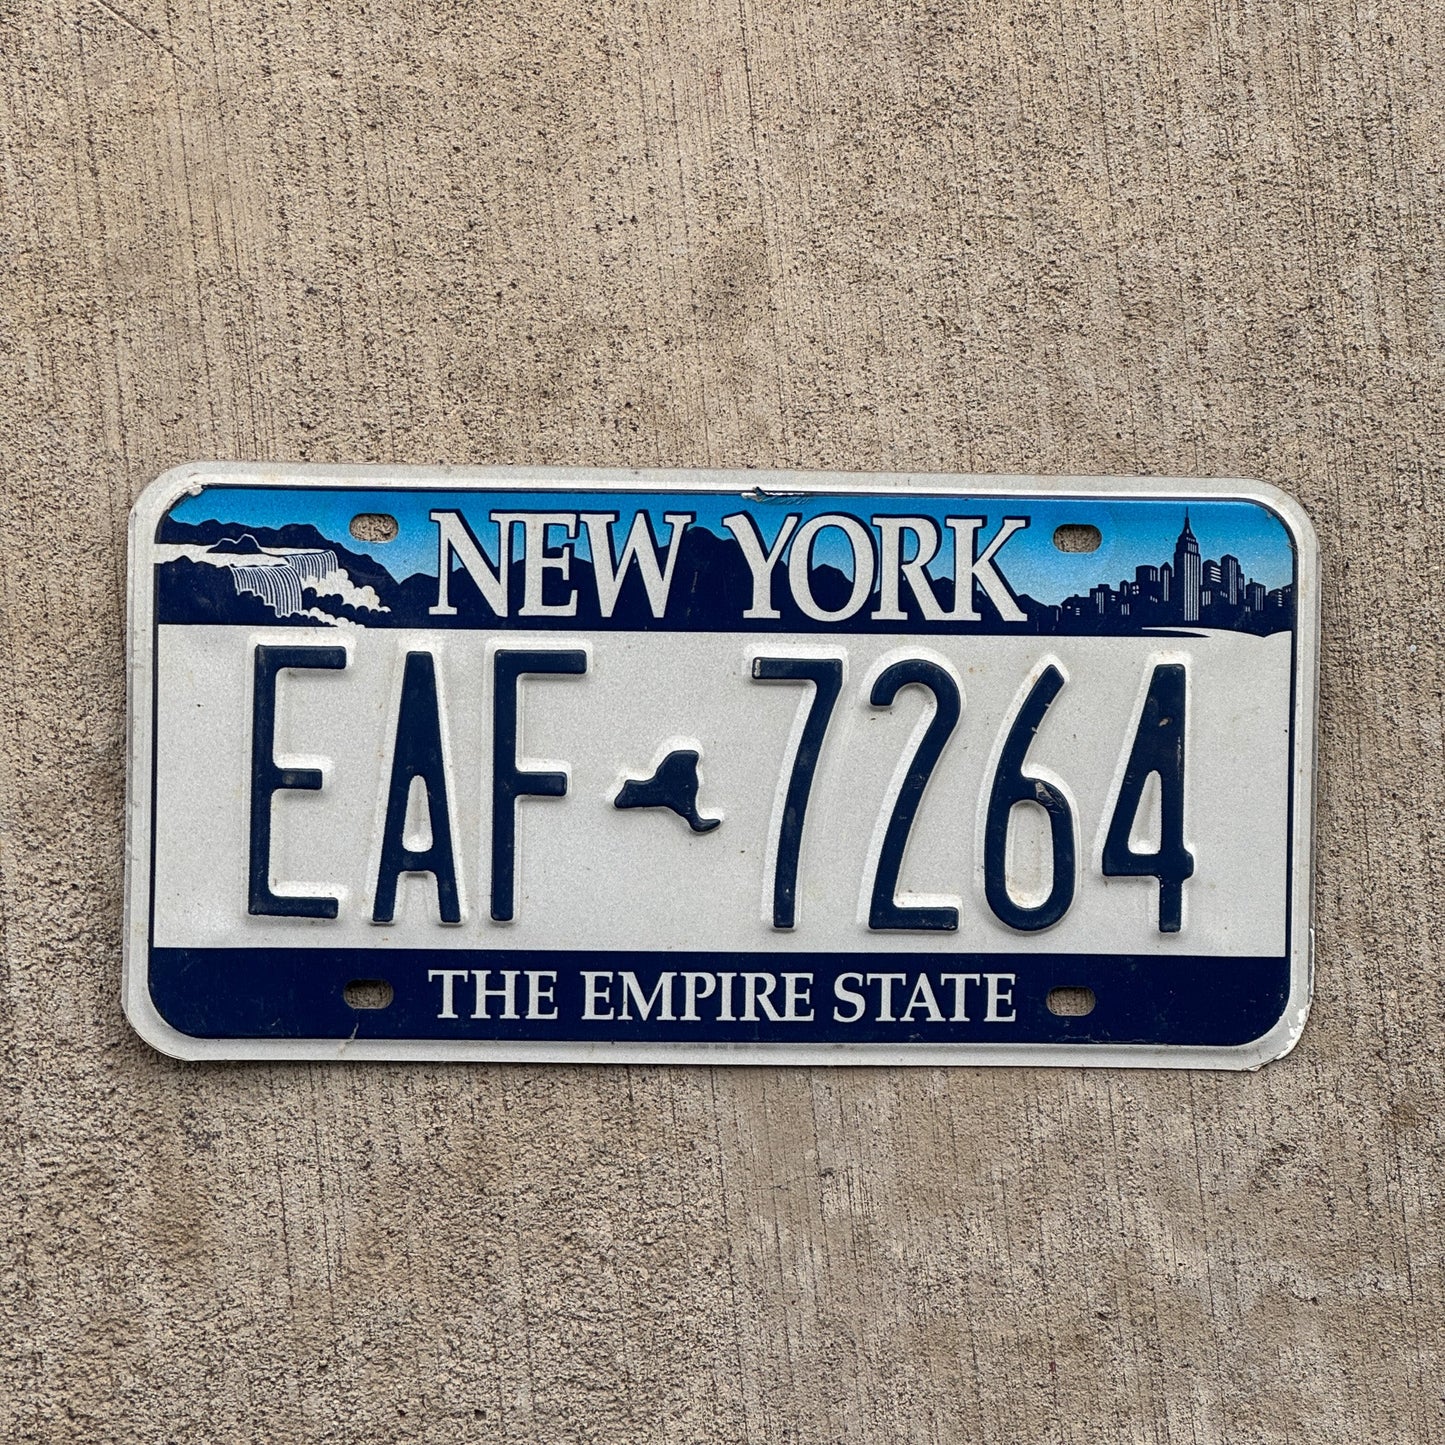 NEW YORK
EAF 7264
THE EMPIRE STATE